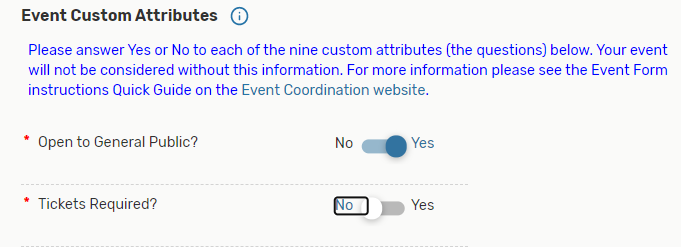 Event Custom Attributes
Please answer Yes or No to each of the nine custom attributes (the questions) below. Your event
will not be considered without this information. For more information please see the Event Form
instructions Quick Guide on the Event Coordination website.
* Open to General Public? No Yes
* Tickets Required? No Yes